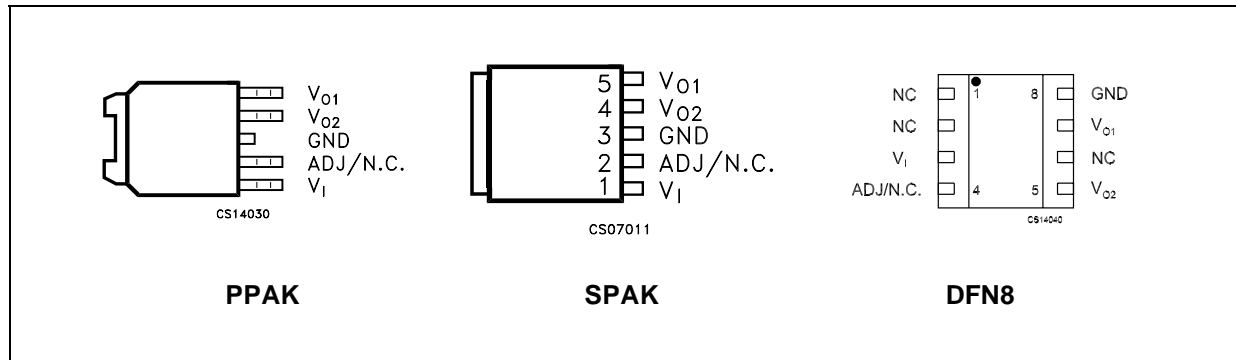 V_O1
V_O2
GND
ADJ/N.C.
V_I
CS14030
PPAK
5 V_O1
4 V_O2
3 GND
2 ADJ/N.C.
1 V_I
CS07011
SPAK
NC 1 8 GND
NC V_O1
V_I NC
ADJ/N.C. 4 5 V_O2
CS14040
DFN8